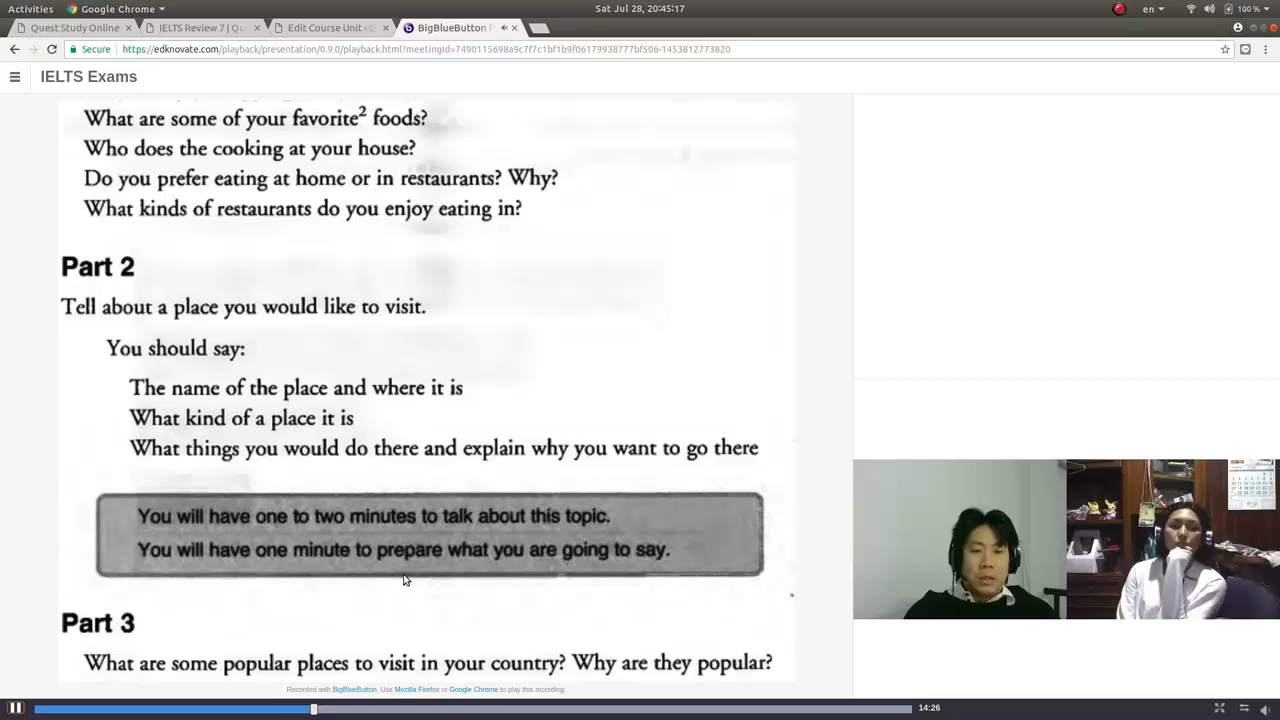 Activities
Google Chrome
Sat Jul 28, 20:45:17
en
100 %
Quest Study Online
IELTS Review 7 | Qu
Edit Course Unit
BigBlueButton
Secure
https://edknovate.com/playback/presentation/0.9.0/playback.html?meetingId=7490115698a9c7f7c1bf1b9f06179938777bf506-1453812773820
IELTS Exams
What are some of your favorite2 foods?
Who does the cooking at your house?
Do you prefer eating at home or in restaurants? Why?
What kinds of restaurants do you enjoy eating in?
Part 2
Tell about a place you would like to visit.
You should say:
The name of the place and where it is
What kind of a place it is
What things you would do there and explain why you want to go there
You will have one to two minutes to talk about this topic.
You will have one minute to prepare what you are going to say.
Part 3
What are some popular places to visit in your country? Why are they popular?
Recorded with BigBlueButton. Use Mozilla Firefox or Google Chrome to play this recording.
14:26